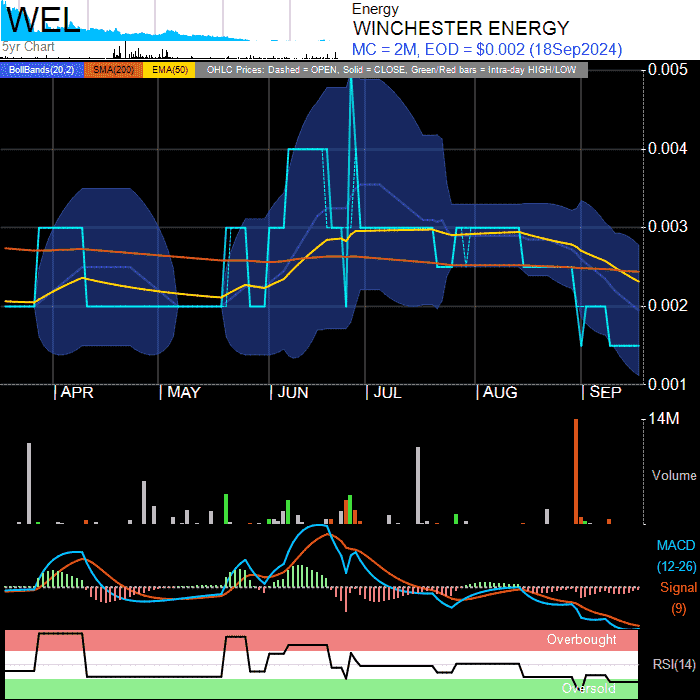 WEL
5yr Chart
Energy
WINCHESTER ENERGY
MC = 2M, EOD = $0.002 (18Sep2024)
BollBands(20,2) SMA(200) EMA(50) OHLC Prices: Dashed = OPEN, Solid = CLOSE, Green/Red bars = Intra-day HIGH/LOW
0.005
0.004
0.003
0.002
0.001
APR MAY JUN JUL AUG SEP
14M
Volume
MACD
(12-26)
Signal
(9)
Overbought
RSI(14)
Oversold